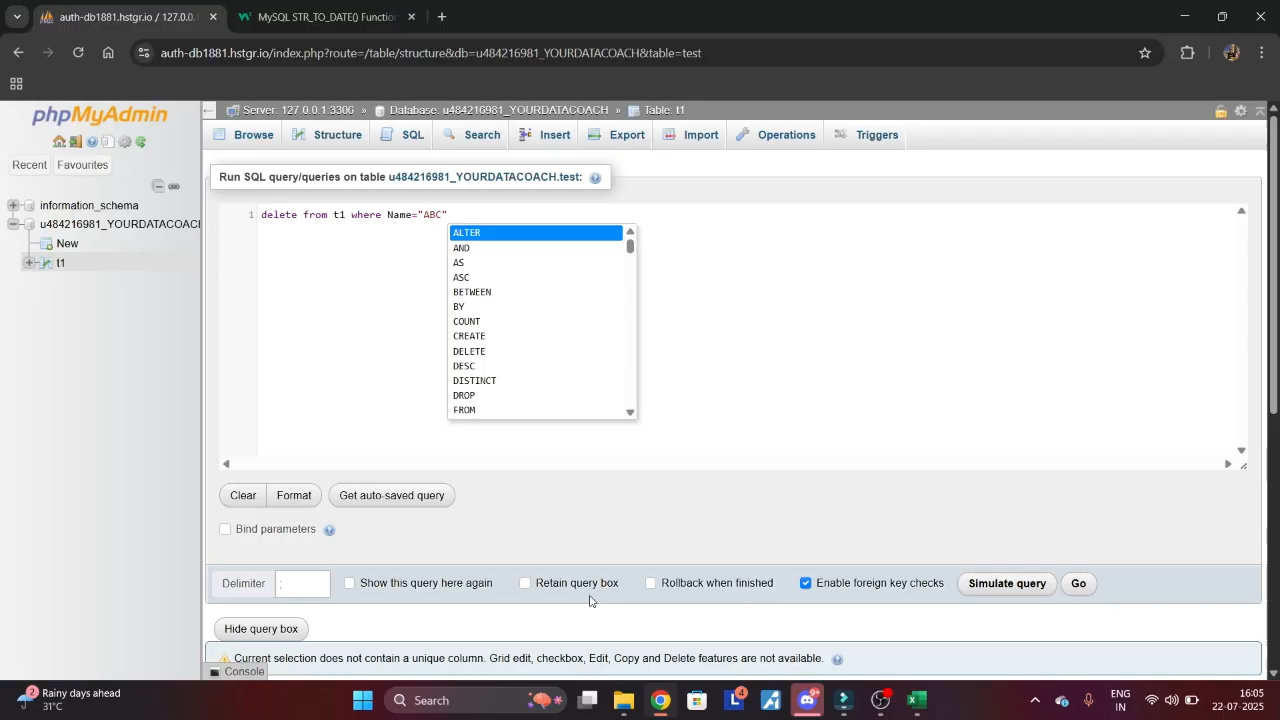 auth-db1881.hstgr.io / 127.0.0.1
MySQL STR_TO_DATE() Function
auth-db1881.hstgr.io/index.php?route=/table/structure&db=u484216981_YOURDATACOACH&table=test
phpMyAdmin
Recent
Favourites
information_schema
u484216981_YOURDATACOACH
New
t1
Server: 127.0.0.1:3306 » Database: u484216981_YOURDATACOACH » Table: t1
Browse Structure SQL Search Insert Export Import Operations Triggers
Run SQL query/queries on table u484216981_YOURDATACOACH.test:
1 delete from t1 where Name="ABC"
ALTER
AND
AS
ASC
BETWEEN
BY
COUNT
CREATE
DELETE
DESC
DISTINCT
DROP
FROM
Clear Format Get auto-saved query
Bind parameters
Delimiter ; Show this query here again Retain query box Rollback when finished Enable foreign key checks Simulate query Go
Hide query box
Current selection does not contain a unique column. Grid edit, checkbox, Edit, Copy and Delete features are not available.
Console
2
Rainy days ahead
31°C
Search
4
9+
ENG
IN
16:05
22-07-2025